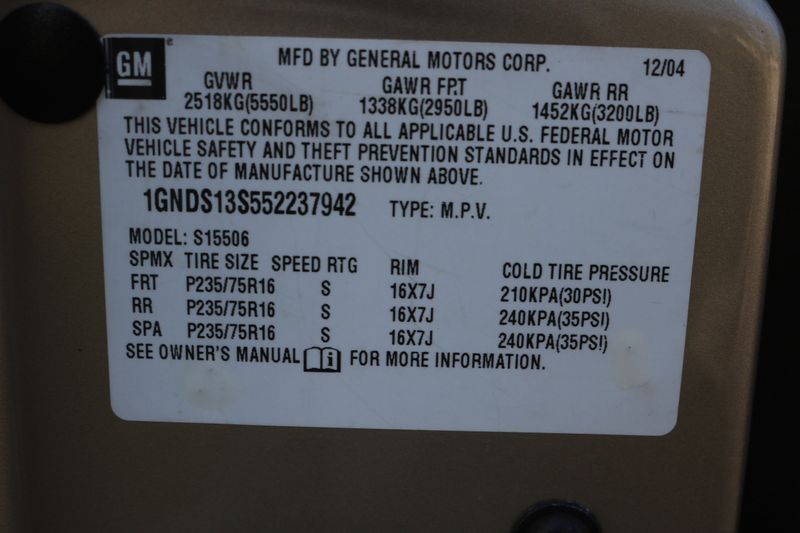 GM
MFD BY GENERAL MOTORS CORP. 12/04
GVWR GAWR FRT GAWR RR
2518KG(5550LB) 1338KG(2950LB) 1452KG(3200LB)
THIS VEHICLE CONFORMS TO ALL APPLICABLE U.S. FEDERAL MOTOR
VEHICLE SAFETY AND THEFT PREVENTION STANDARDS IN EFFECT ON
THE DATE OF MANUFACTURE SHOWN ABOVE.
1GNDS13S552237942 TYPE: M.P.V.
MODEL: S15506
SPMX TIRE SIZE SPEED RTG RIM COLD TIRE PRESSURE
FRT P235/75R16 S 16X7J 210KPA(30PSI)
RR P235/75R16 S 16X7J 240KPA(35PSI)
SPA P235/75R16 S 16X7J 240KPA(35PSI)
SEE OWNER'S MANUAL i FOR MORE INFORMATION.